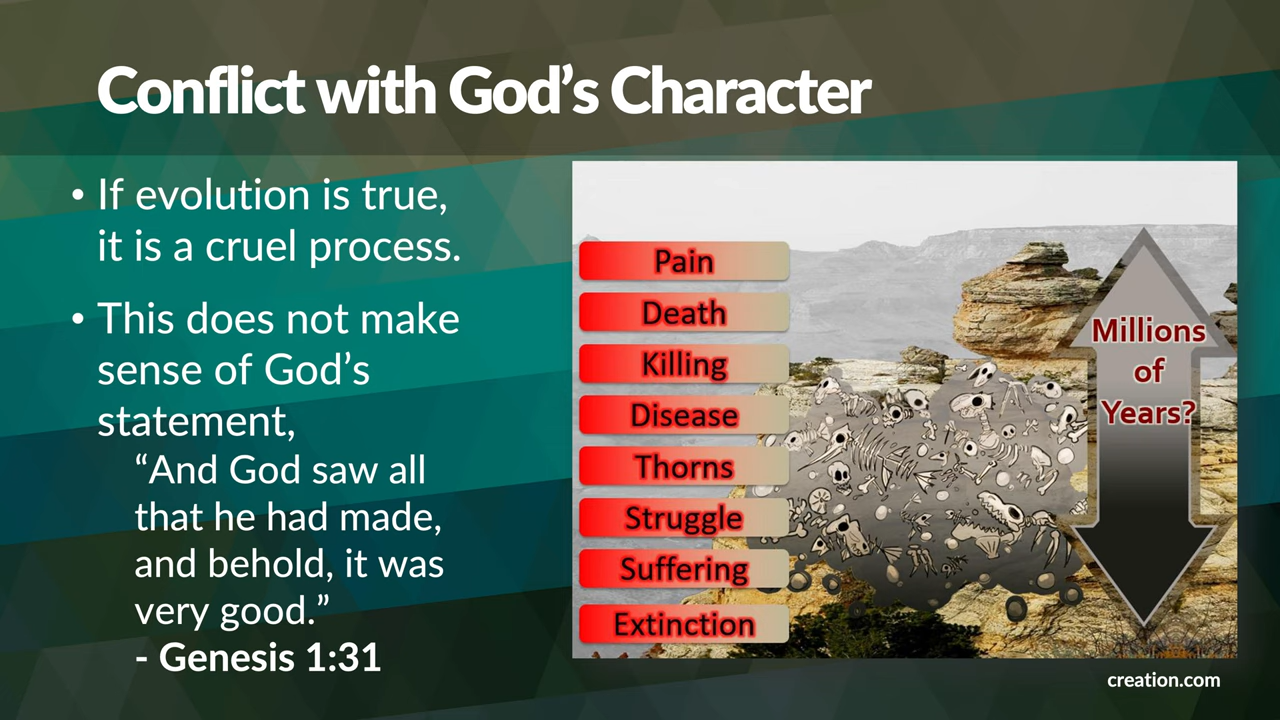 Conflict with God’s Character
• If evolution is true,
it is a cruel process.
• This does not make
sense of God’s
statement,
“And God saw all
that he had made,
and behold, it was
very good.”
- Genesis 1:31
Pain
Death
Killing
Disease
Thorns
Struggle
Suffering
Extinction
Millions
of
Years?
creation.com